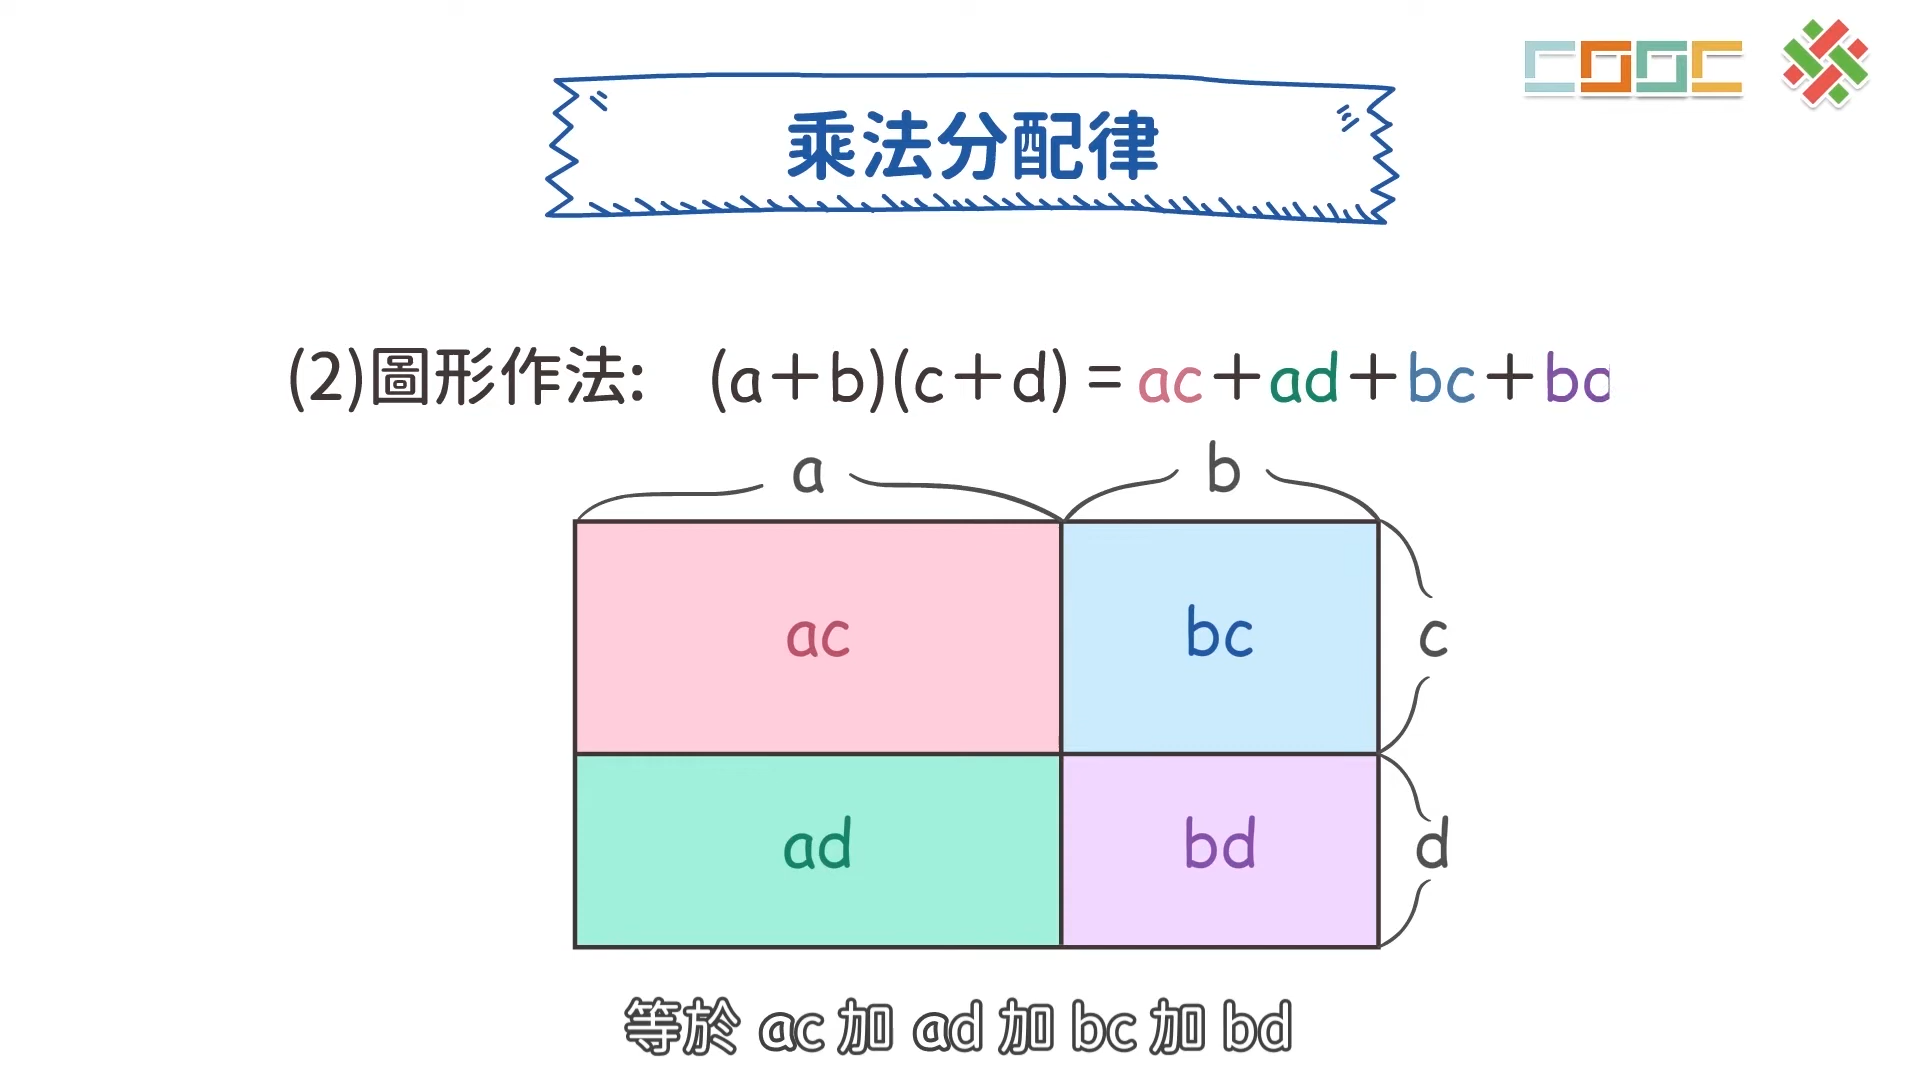 COOC
乘法分配律
(2)圖形作法: (a+b)(c+d) = ac+ad+bc+bd
a b
ac bc c
ad bd d
等於 ac 加 ad 加 bc 加 bd